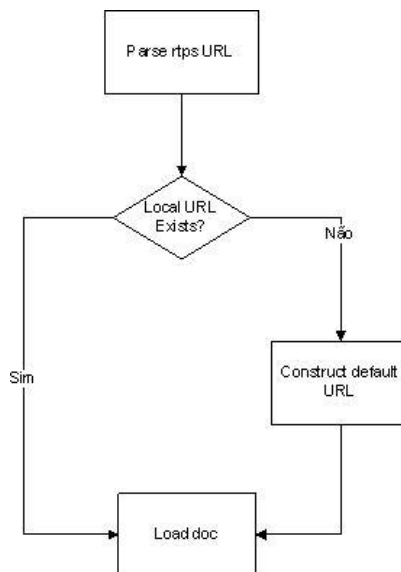 Parse rtps URL
Local URL
Exists?
Não
Sim
Construct default
URL
Load doc